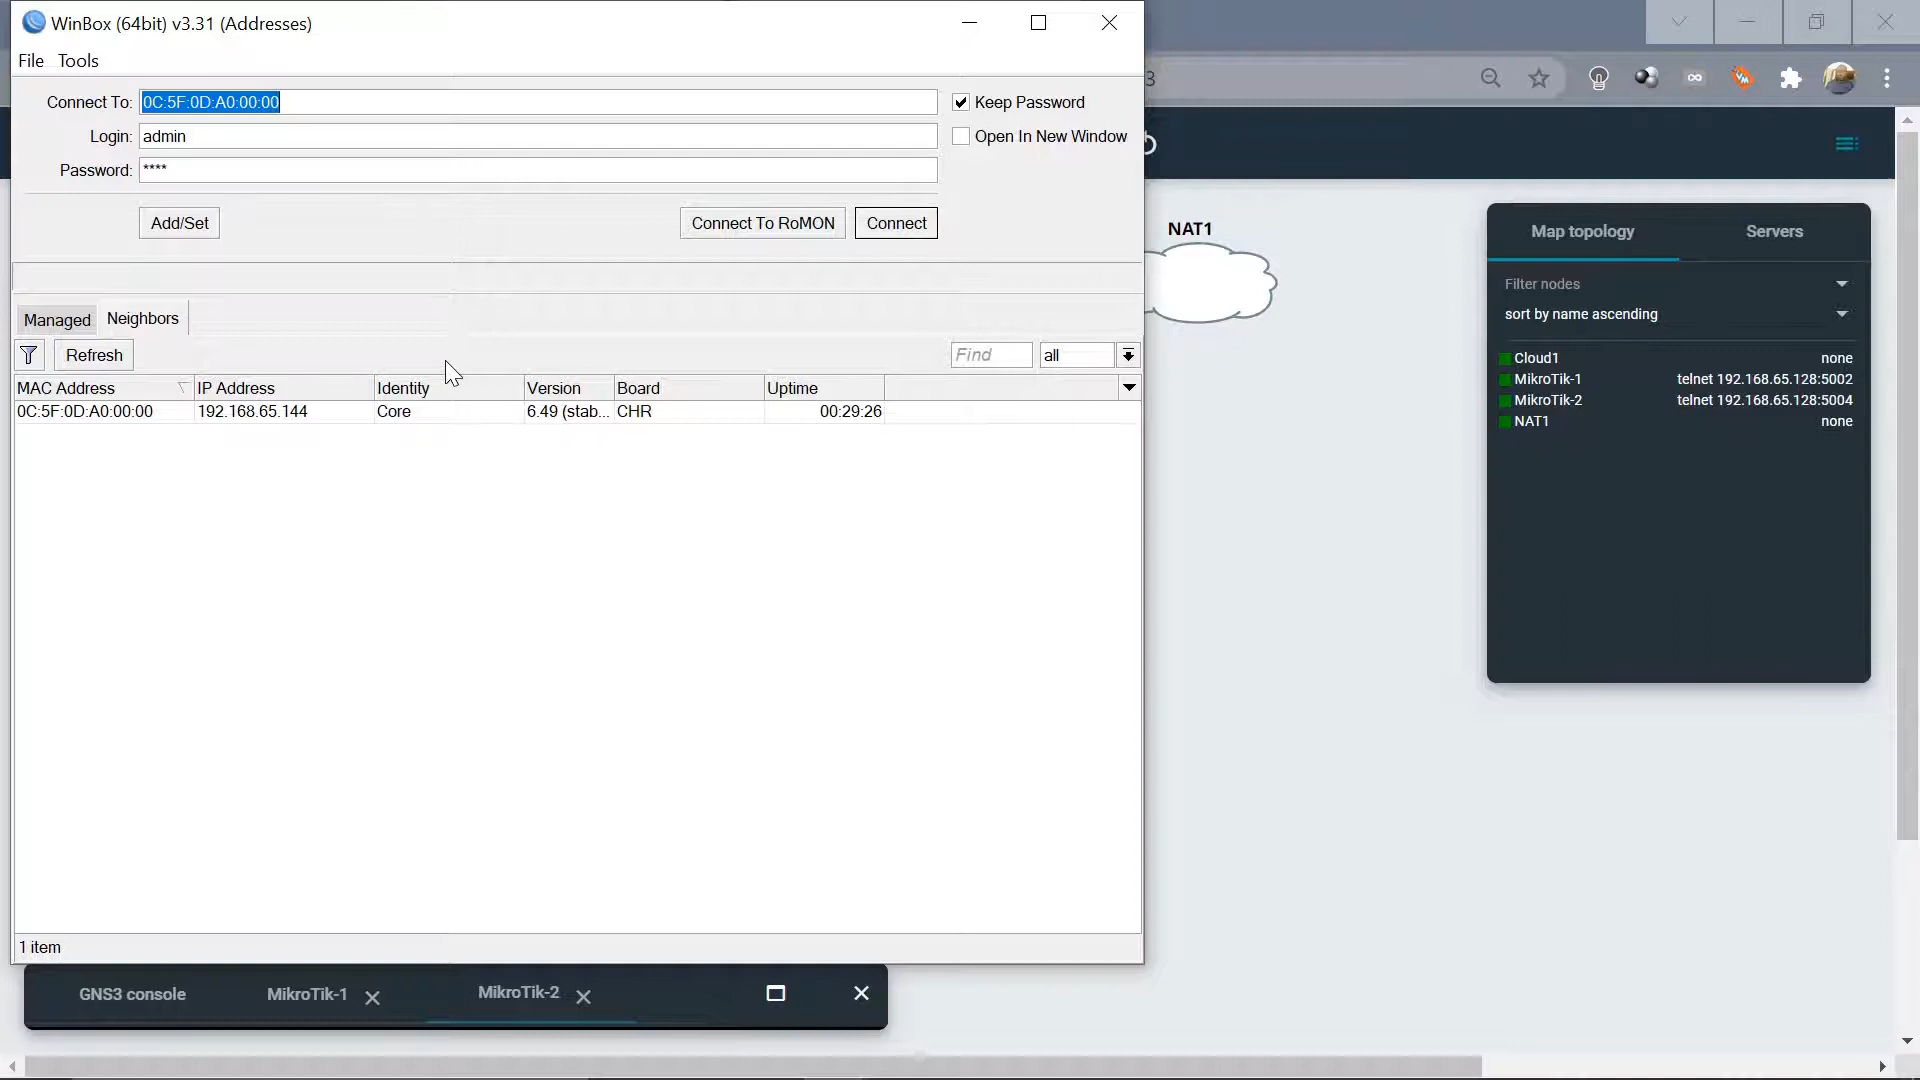 WinBox (64bit) v3.31 (Addresses)
File Tools
Connect To: 0C:5F:0D:A0:00:00
Keep Password
Login: admin
Open In New Window
Password: ****
Add/Set
Connect To RoMON
Connect
Managed
Neighbors
Refresh
Find
all
MAC Address IP Address Identity Version Board Uptime
0C:5F:0D:A0:00:00 192.168.65.144 Core 6.49 (stab... CHR 00:29:26
1 item
3
NAT1
Map topology Servers
Filter nodes
sort by name ascending
Cloud1 none
MikroTik-1 telnet 192.168.65.128:5002
MikroTik-2 telnet 192.168.65.128:5004
NAT1 none
GNS3 console MikroTik-1 MikroTik-2